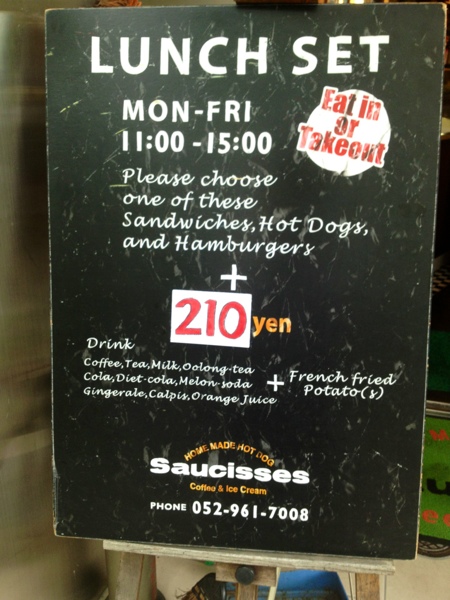 LUNCH SET
MON-FRI
11:00 - 15:00
Eat in
or
Takeout
Please choose
one of these
Sandwiches, Hot Dogs,
and Hamburgers
+
210 yen
Drink
Coffee, Tea, Milk, Oolong-tea
Cola, Diet-cola, Melon-soda
Gingerale, Calpis, Orange Juice
+ French fried
Potato(s)
HOME MADE HOT DOG
Saucisses
Coffee & Ice Cream
PHONE 052-961-7008